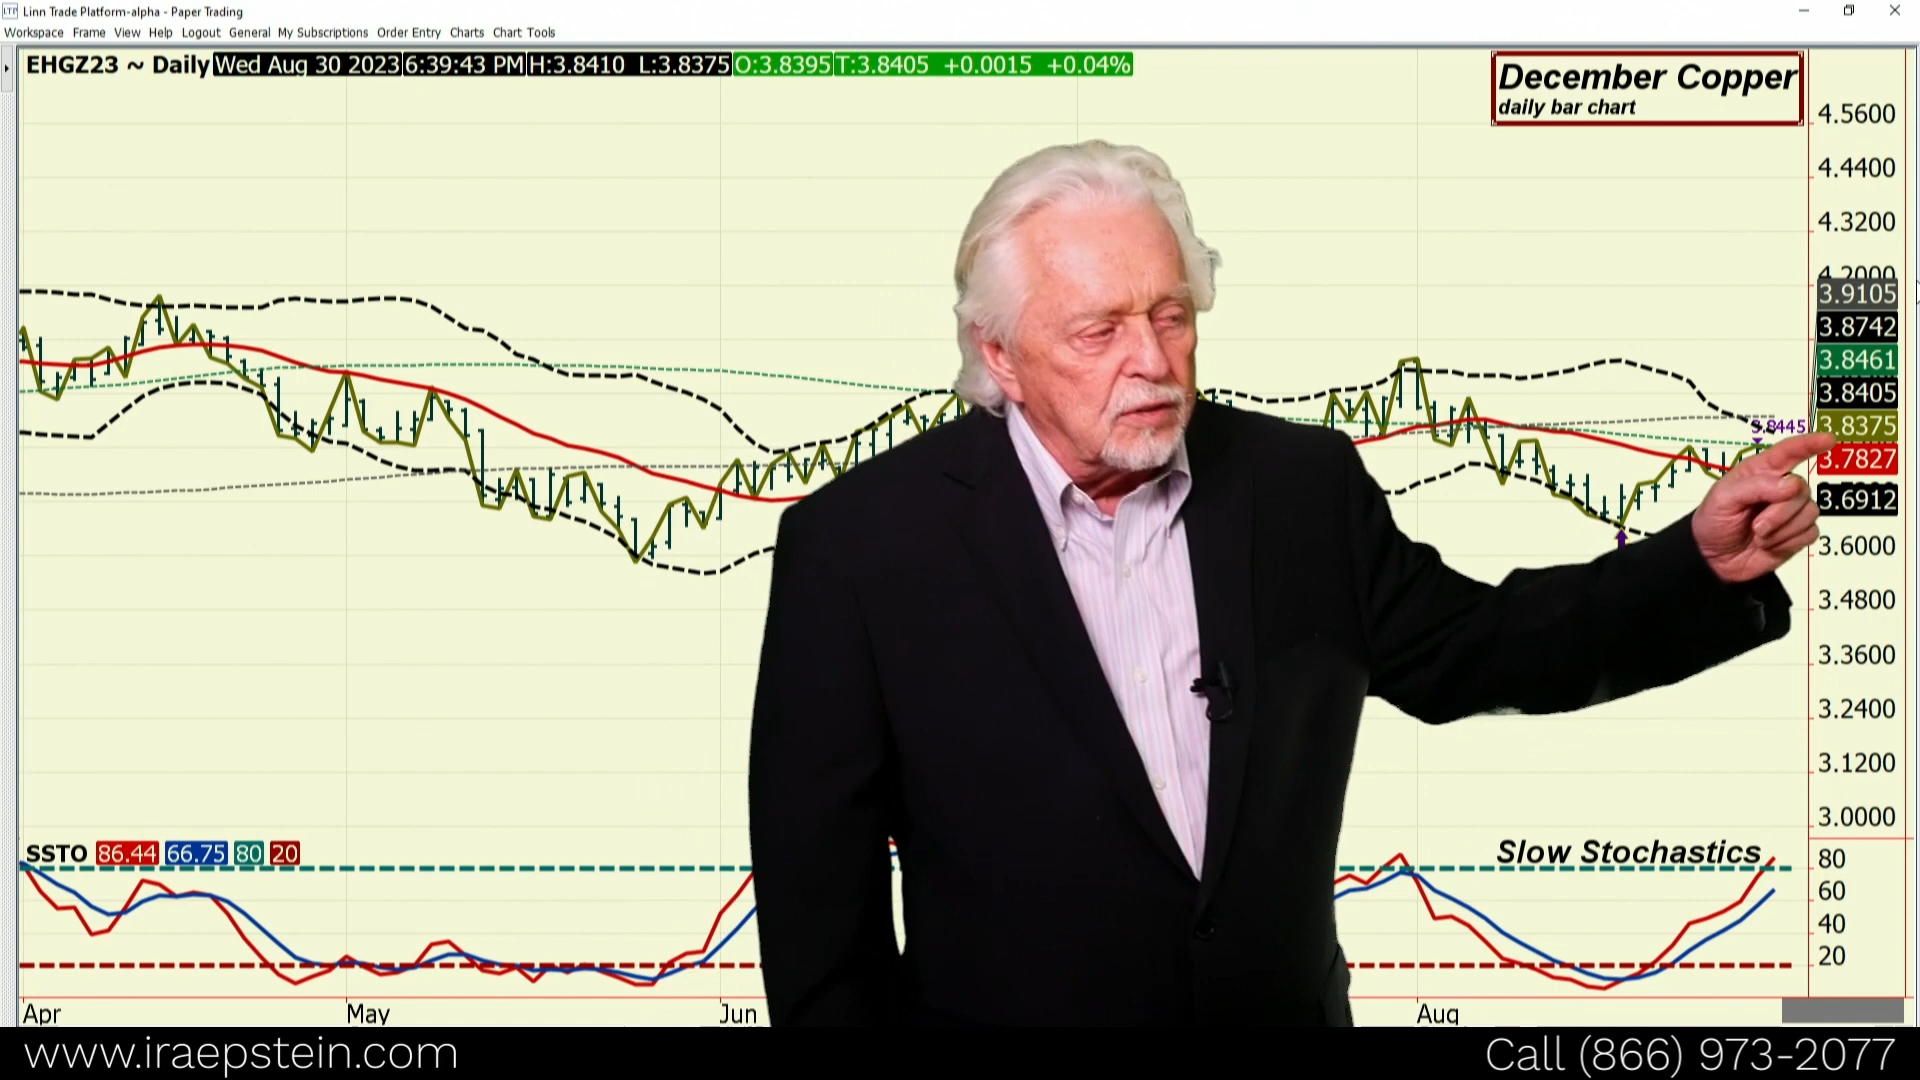 LTP Linn Trade Platform-alpha - Paper Trading
Workspace Frame View Help Logout General My Subscriptions Order Entry Charts Chart Tools
EHGZ23 ~ Daily Wed Aug 30 2023 6:39:43 PM H:3.8410 L:3.8375 O:3.8395 T:3.8405 +0.0015 +0.04%
December Copper
daily bar chart
4.5600
4.4400
4.3200
4.2000
3.9105
3.8742
3.8461
3.8405
3.8445
3.8375
3.7827
3.6912
3.6000
3.4800
3.3600
3.2400
3.1200
3.0000
SSTO 86.44 66.75 80 20
Slow Stochastics
80
60
40
20
Apr May Jun Aug
www.iraepstein.com
Call (866) 973-2077